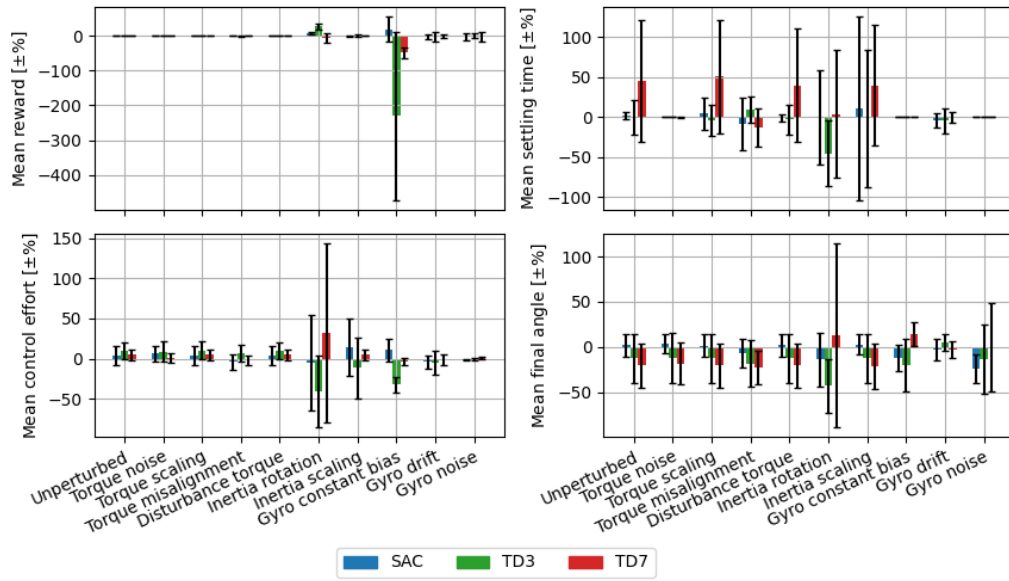 Mean reward [±%]
0
−100
−200
−300
−400
Mean settling time [±%]
100
50
0
−50
−100
Mean control effort [±%]
150
100
50
0
−50
Unperturbed
Torque noise
Torque scaling
Torque misalignment
Disturbance torque
Inertia rotation
Inertia scaling
Gyro constant bias
Gyro drift
Gyro noise
Mean final angle [±%]
100
50
0
−50
Unperturbed
Torque noise
Torque scaling
Torque misalignment
Disturbance torque
Inertia rotation
Inertia scaling
Gyro constant bias
Gyro drift
Gyro noise
SAC TD3 TD7